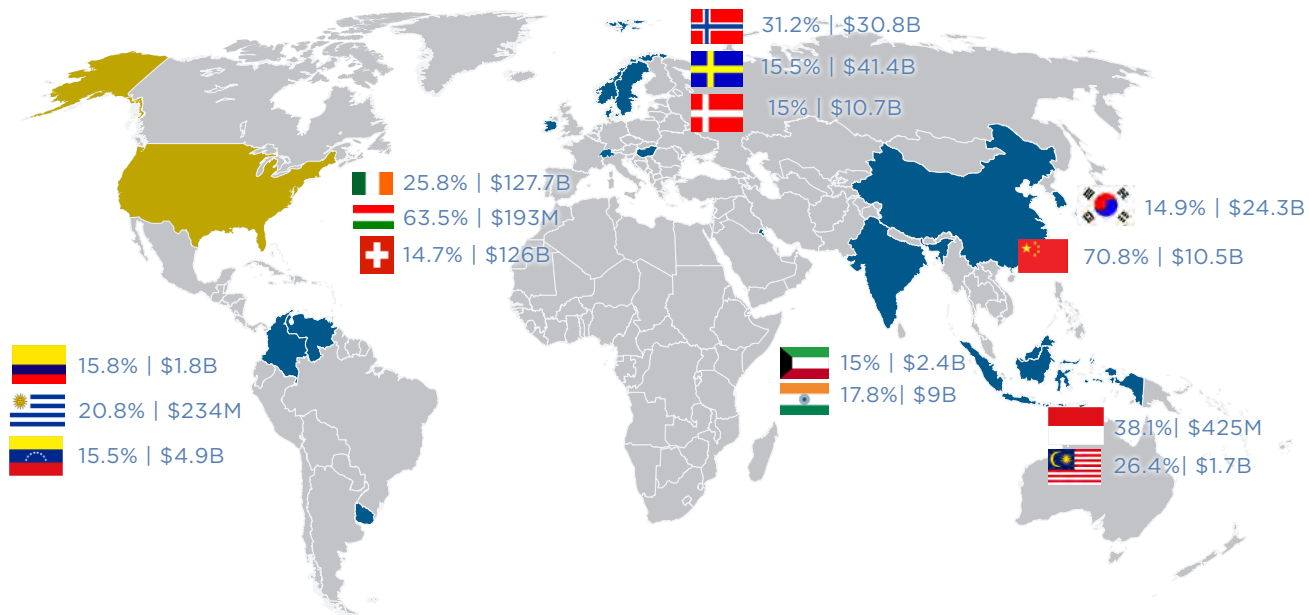 31.2% | $30.8B
15.5% | $41.4B
15% | $10.7B
25.8% | $127.7B
63.5% | $193M
14.7% | $126B
14.9% | $24.3B
70.8% | $10.5B
15.8% | $1.8B
20.8% | $234M
15.5% | $4.9B
15% | $2.4B
17.8%| $9B
38.1%| $425M
26.4%| $1.7B